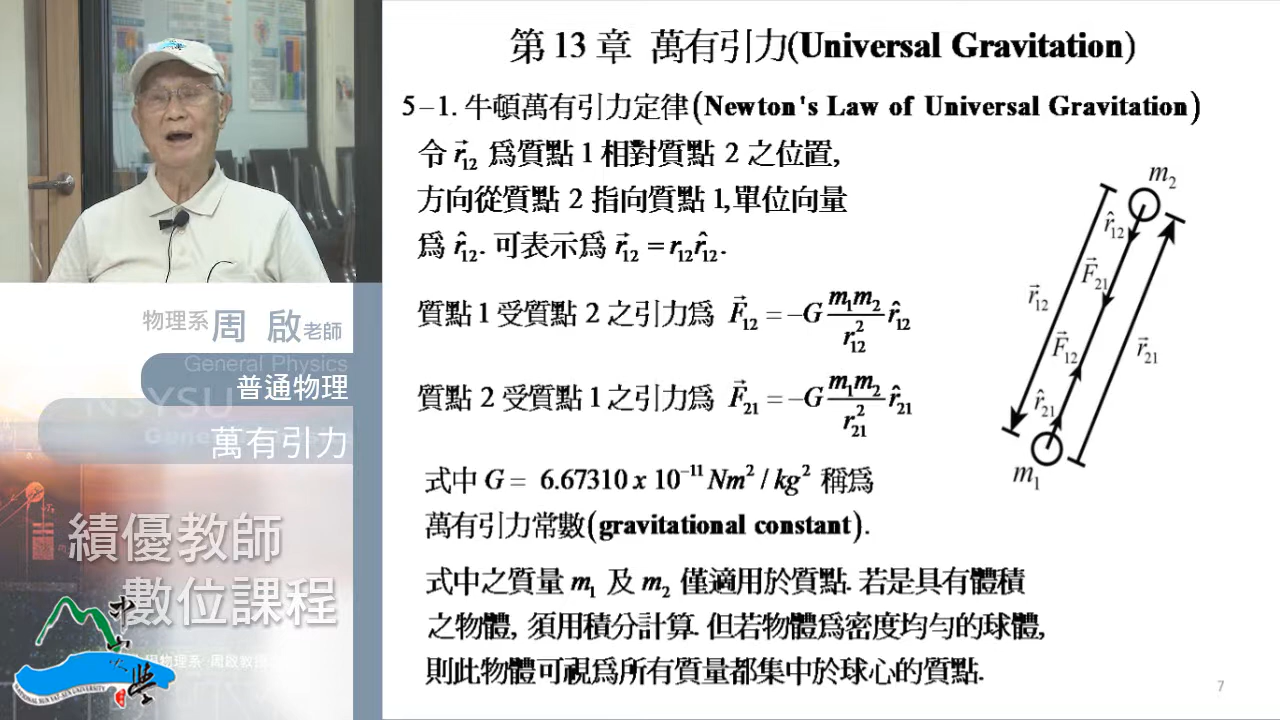 第 13 章 萬有引力(Universal Gravitation)
5-1. 牛頓萬有引力定律(Newton's Law of Universal Gravitation)
令 r⃗₁₂ 為質點 1 相對質點 2 之位置,
方向從質點 2 指向質點 1,單位向量
為 r̂₁₂. 可表示為 r⃗₁₂ = r₁₂r̂₁₂.
質點 1 受質點 2 之引力為 F⃗₁₂ = -G m₁m₂/r₁₂² r̂₁₂
質點 2 受質點 1 之引力為 F⃗₂₁ = -G m₁m₂/r₂₁² r̂₂₁
式中 G = 6.67310 x 10⁻¹¹ Nm² / kg² 稱為
萬有引力常數(gravitational constant).
式中之質量 m₁ 及 m₂ 僅適用於質點. 若是具有體積
之物體, 須用積分計算. 但若物體為密度均勻的球體,
則此物體可視為所有質量都集中於球心的質點.
m₂
r̂₁₂
F⃗₂₁
r⃗₁₂
F⃗₁₂
r⃗₂₁
r̂₂₁
m₁
7
物理系 周 啟 老師
General Physics
普通物理
NSYSU
萬有引力
績優教師
數位課程